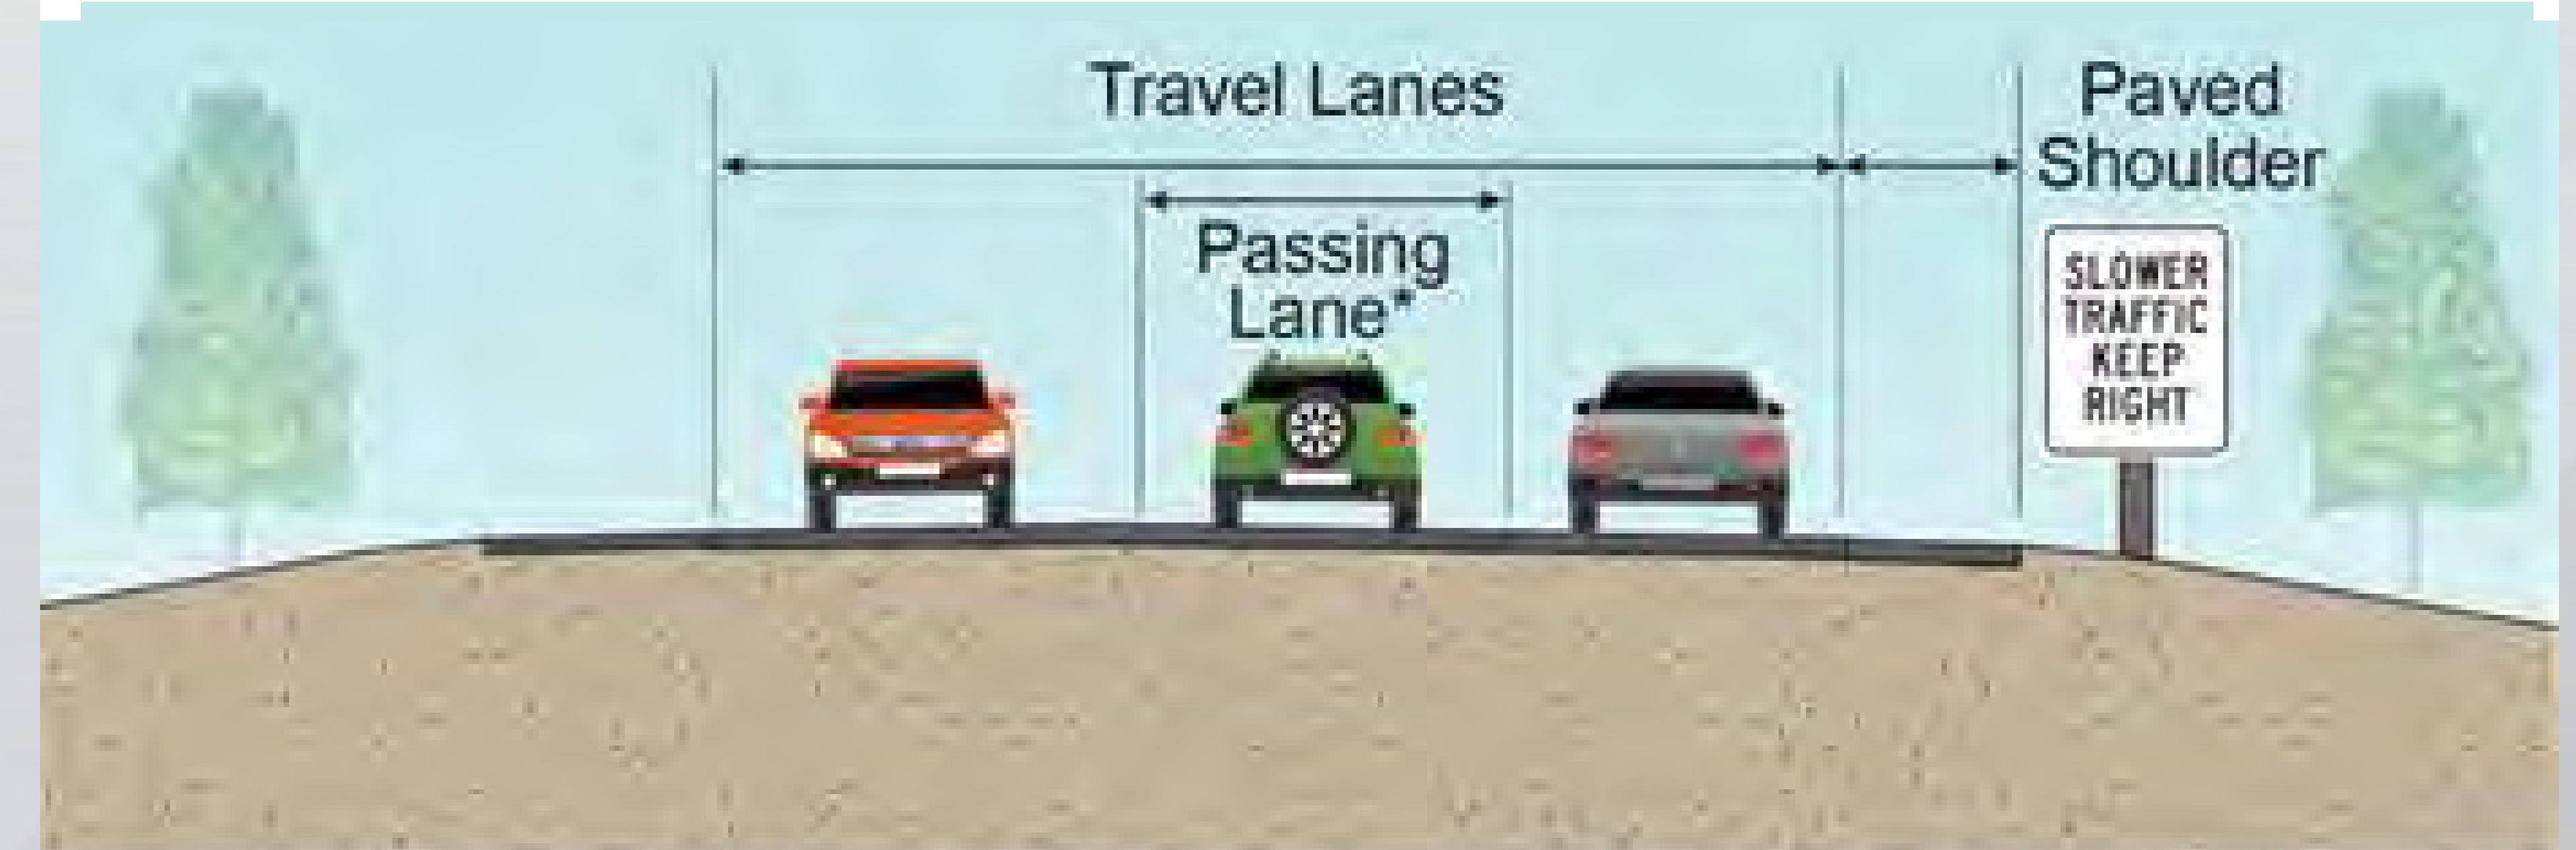 Travel Lanes
Paved
Shoulder
Passing
Lane*
SLOWER
TRAFFIC
KEEP
RIGHT